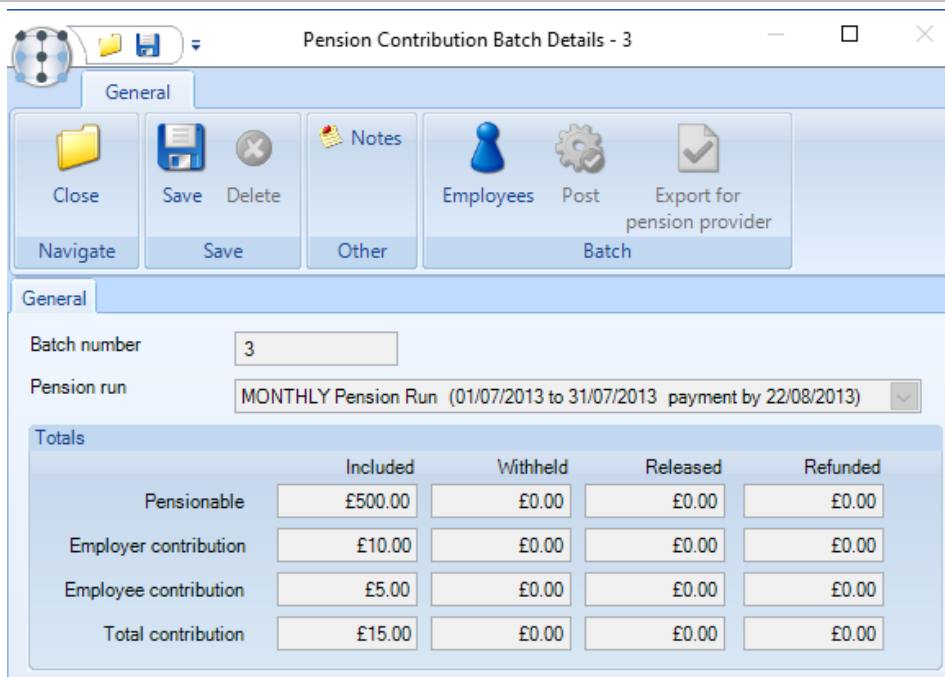 Pension Contribution Batch Details - 3
General
Close
Save
Delete
Notes
Employees
Post
Export for
pension provider
Navigate
Save
Other
Batch
General
Batch number
3
Pension run
MONTHLY Pension Run (01/07/2013 to 31/07/2013 payment by 22/08/2013)
Totals
Included Withheld Released Refunded
Pensionable £500.00 £0.00 £0.00 £0.00
Employer contribution £10.00 £0.00 £0.00 £0.00
Employee contribution £5.00 £0.00 £0.00 £0.00
Total contribution £15.00 £0.00 £0.00 £0.00